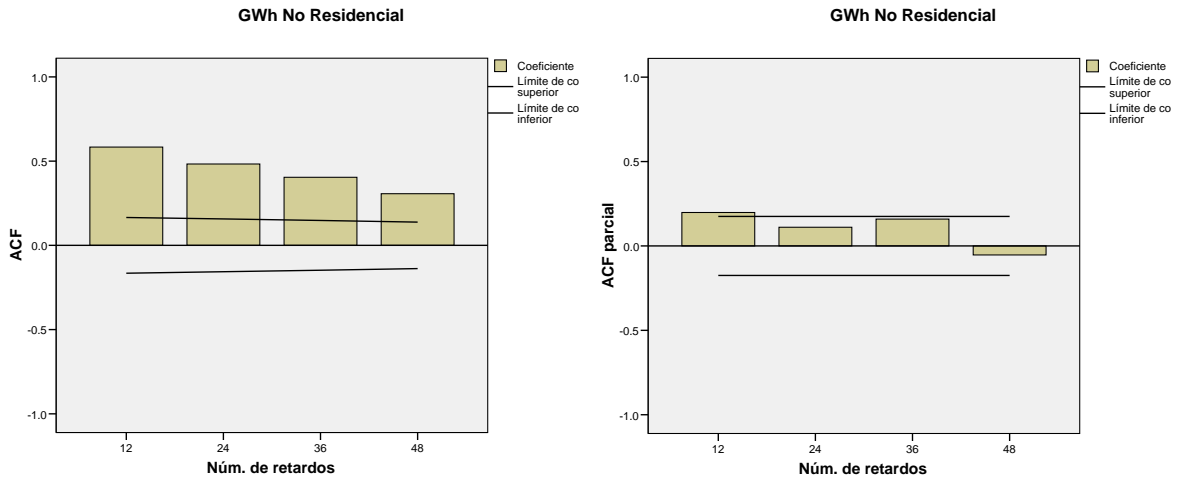 GWh No Residencial
1.0
0.5
0.0
-0.5
-1.0
ACF
12
24
36
48
Núm. de retardos
Coeficiente
Límite de co
superior
Límite de co
inferior
GWh No Residencial
1.0
0.5
0.0
-0.5
-1.0
ACF parcial
12
24
36
48
Núm. de retardos
Coeficiente
Límite de co
superior
Límite de co
inferior